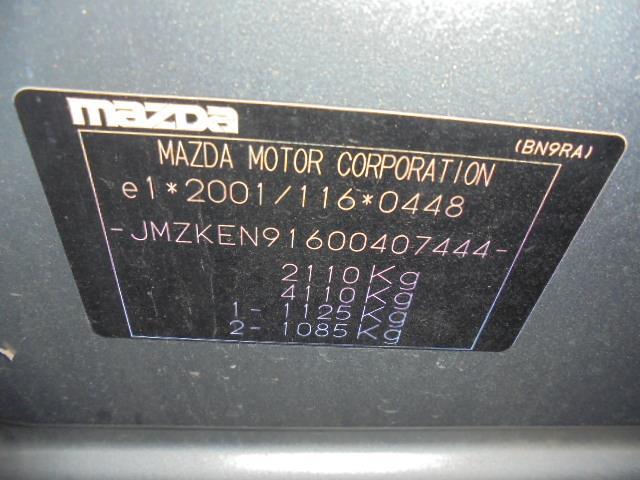 mazda
(BN9RA)
MAZDA MOTOR CORPORATION
e1*2001/116*0448
-JMZKEN91600407444-
2110Kg
4110Kg
1- 1125Kg
2- 1085Kg